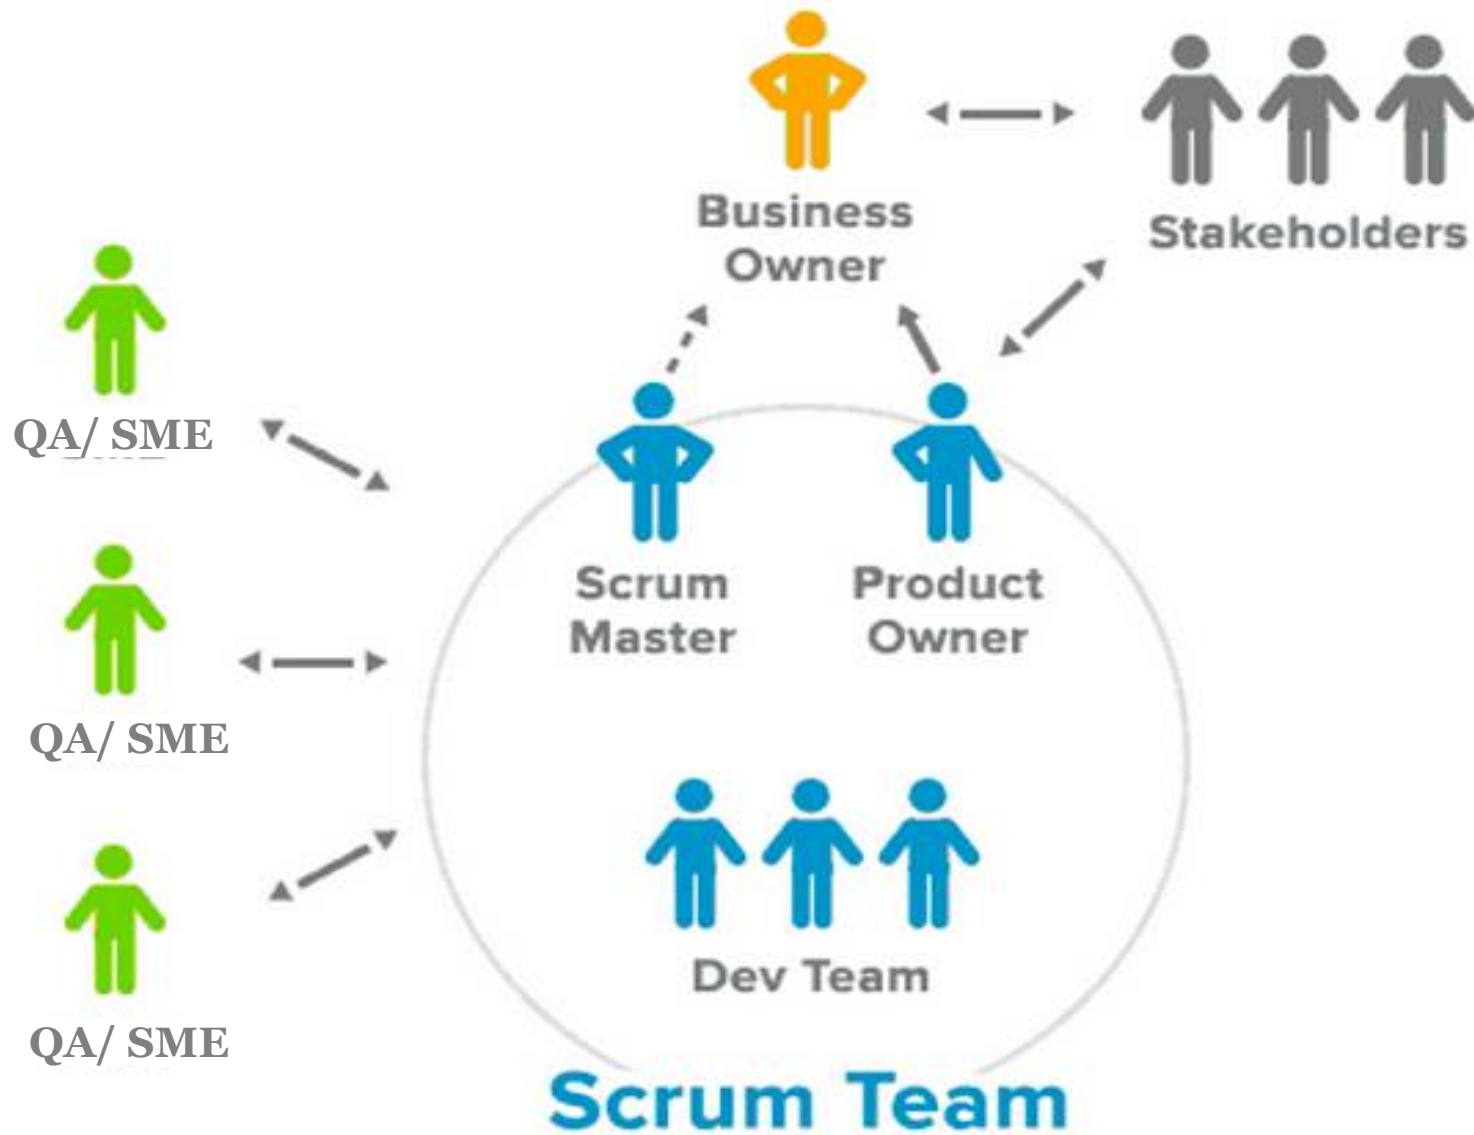 Business
Owner
Stakeholders
QA/ SME
Scrum
Master
Product
Owner
QA/ SME
Dev Team
QA/ SME
Scrum Team